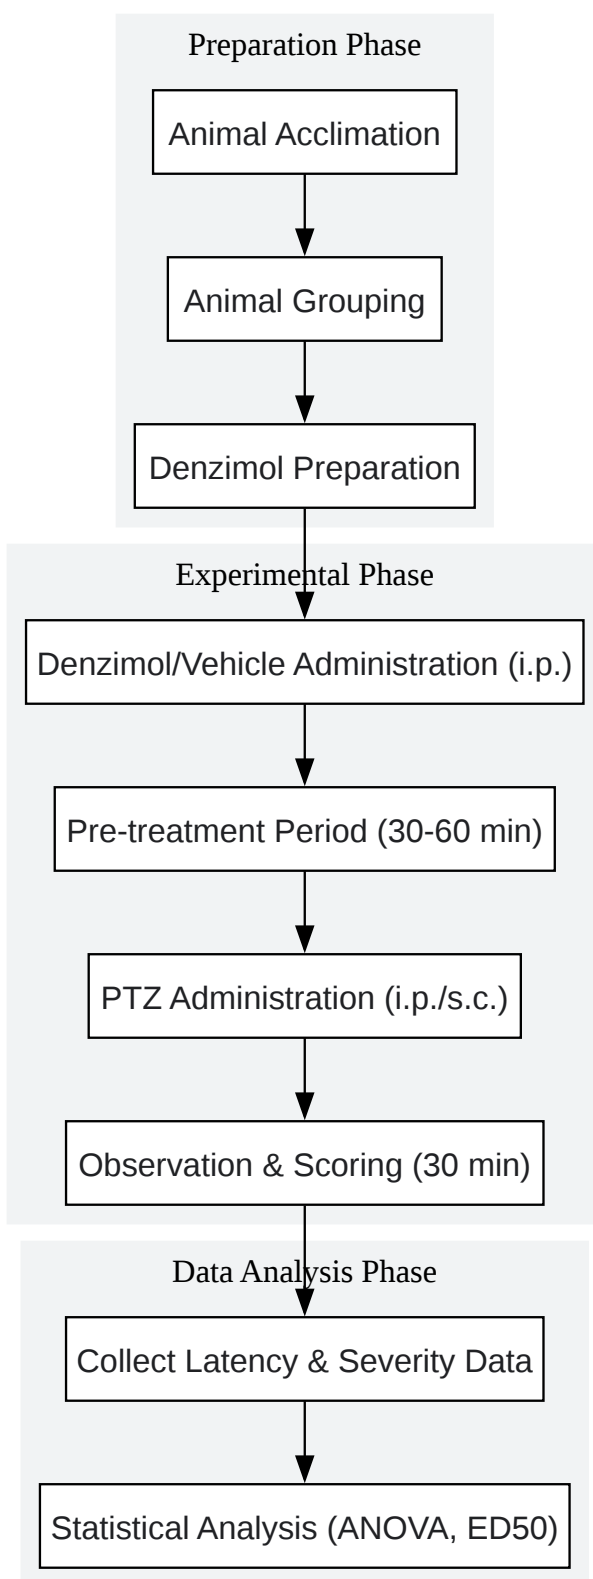 Preparation Phase
Animal Acclimation
Animal Grouping
Denzimol Preparation
Experimental Phase
Denzimol/Vehicle Administration (i.p.)
Pre-treatment Period (30-60 min)
PTZ Administration (i.p./s.c.)
Observation & Scoring (30 min)
Data Analysis Phase
Collect Latency & Severity Data
Statistical Analysis (ANOVA, ED50)